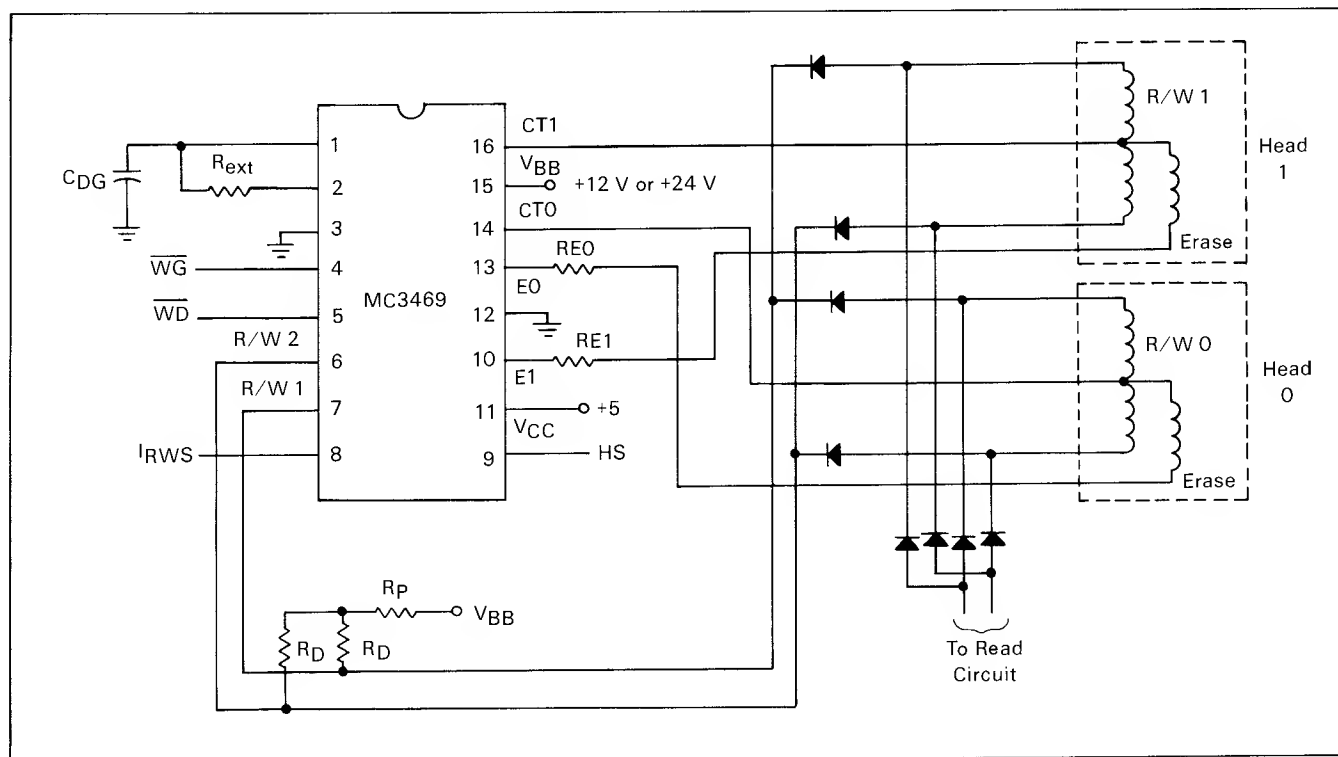 CDG
Rext
WG
WD
R/W 2
R/W 1
IRWS
1
2
3
4
5
6
7
8
MC3469
16
15
14
13
12
10
11
9
CT1
VBB
+12 V or +24 V
CT0
RE0
E0
RE1
E1
+5
VCC
HS
R/W 1
Head
1
Erase
R/W 0
Head
0
Erase
RP
VBB
RD
RD
To Read
Circuit